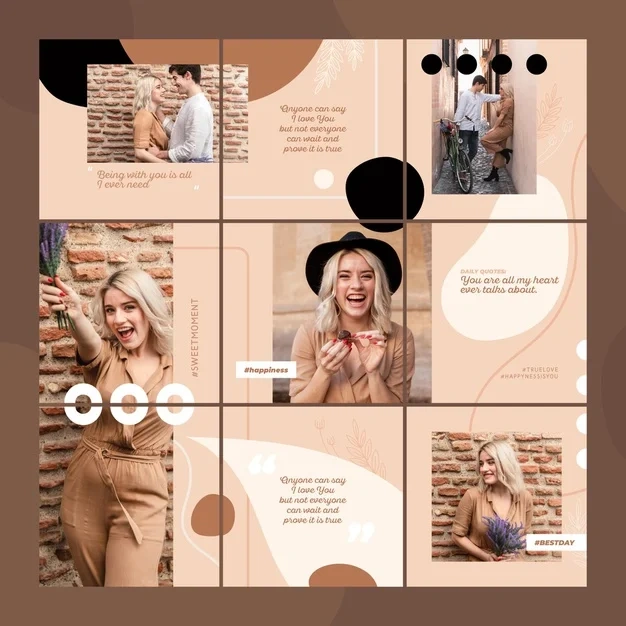 Being with you is all
I ever need
Anyone can say
I love You
but not everyone
can wait and
prove it is true
#SWEETMOMENT
#happiness
DAILY QUOTES:
You are all my heart
ever talks about.
#TRUELOVE
#HAPPYNESSISYOU
Anyone can say
I love You
but not everyone
can wait and
prove it is true
#BESTDAY